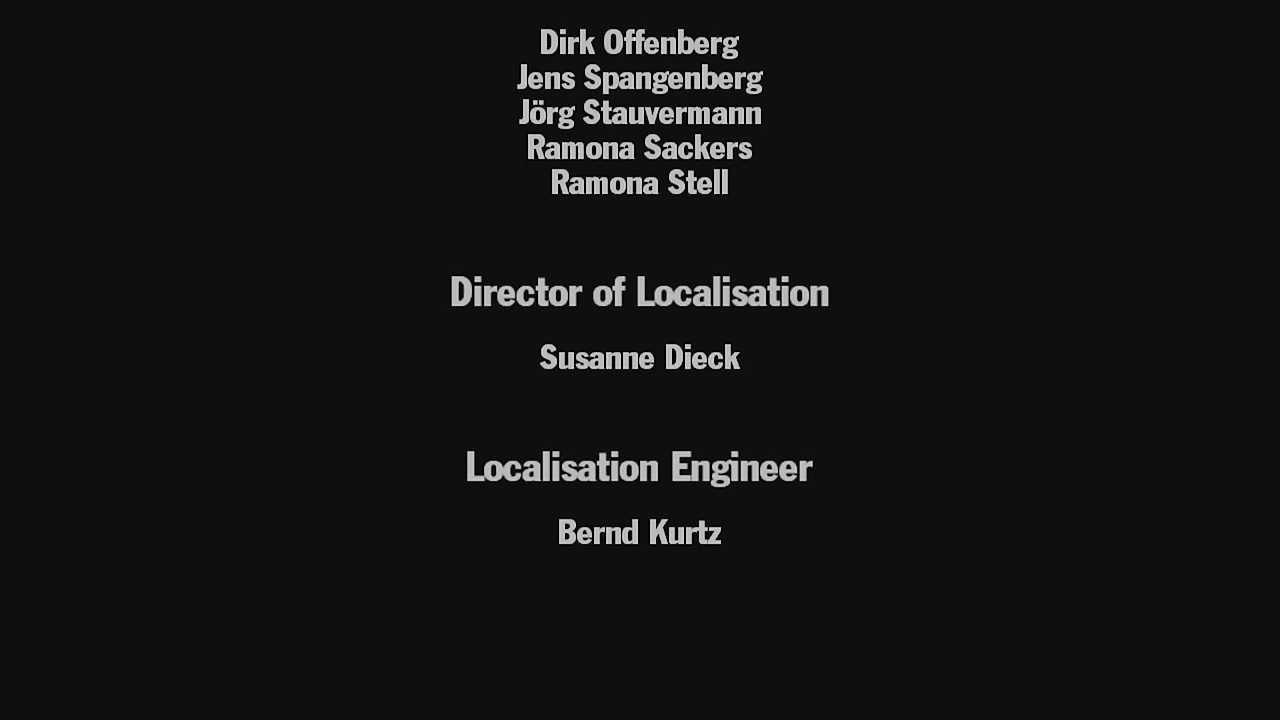 Dirk Offenberg
Jens Spangenberg
Jörg Stauvermann
Ramona Sackers
Ramona Stell
Director of Localisation
Susanne Dieck
Localisation Engineer
Bernd Kurtz